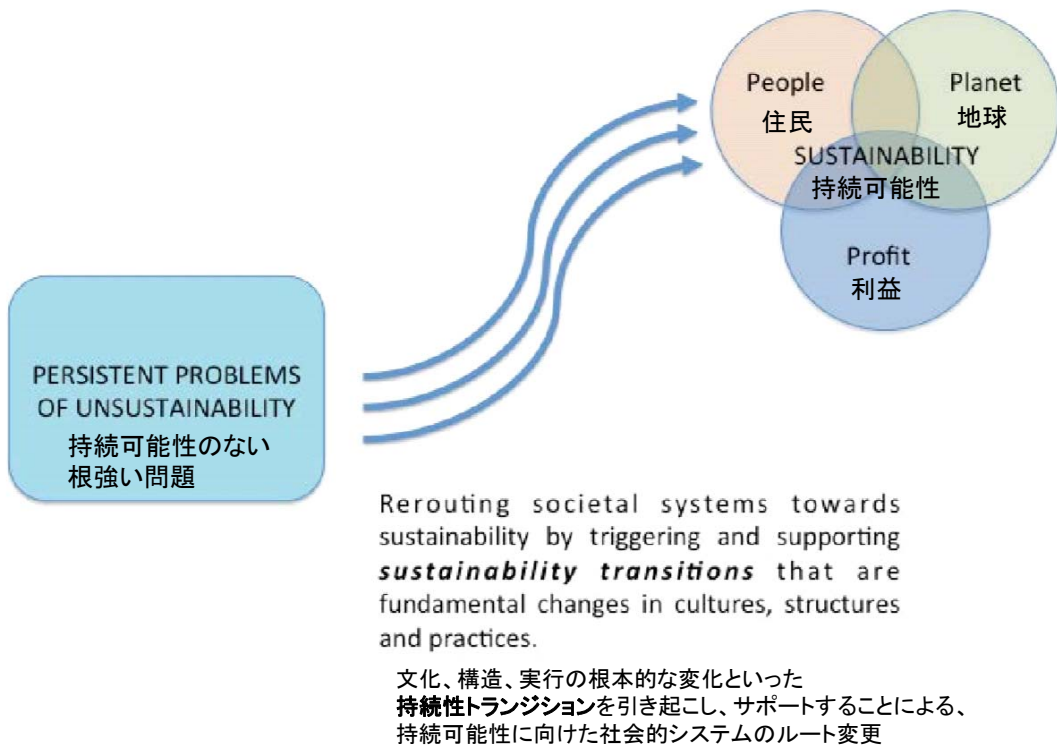 People
住民
Planet
地球
SUSTAINABILITY
持続可能性
Profit
利益
PERSISTENT PROBLEMS
OF UNSUSTAINABILITY
持続可能性のない
根強い問題
Rerouting societal systems towards
sustainability by triggering and supporting
sustainability transitions that are
fundamental changes in cultures, structures
and practices.
文化、構造、実行の根本的な変化といった
持続性トランジションを引き起こし、サポートすることによる、
持続可能性に向けた社会的システムのルート変更